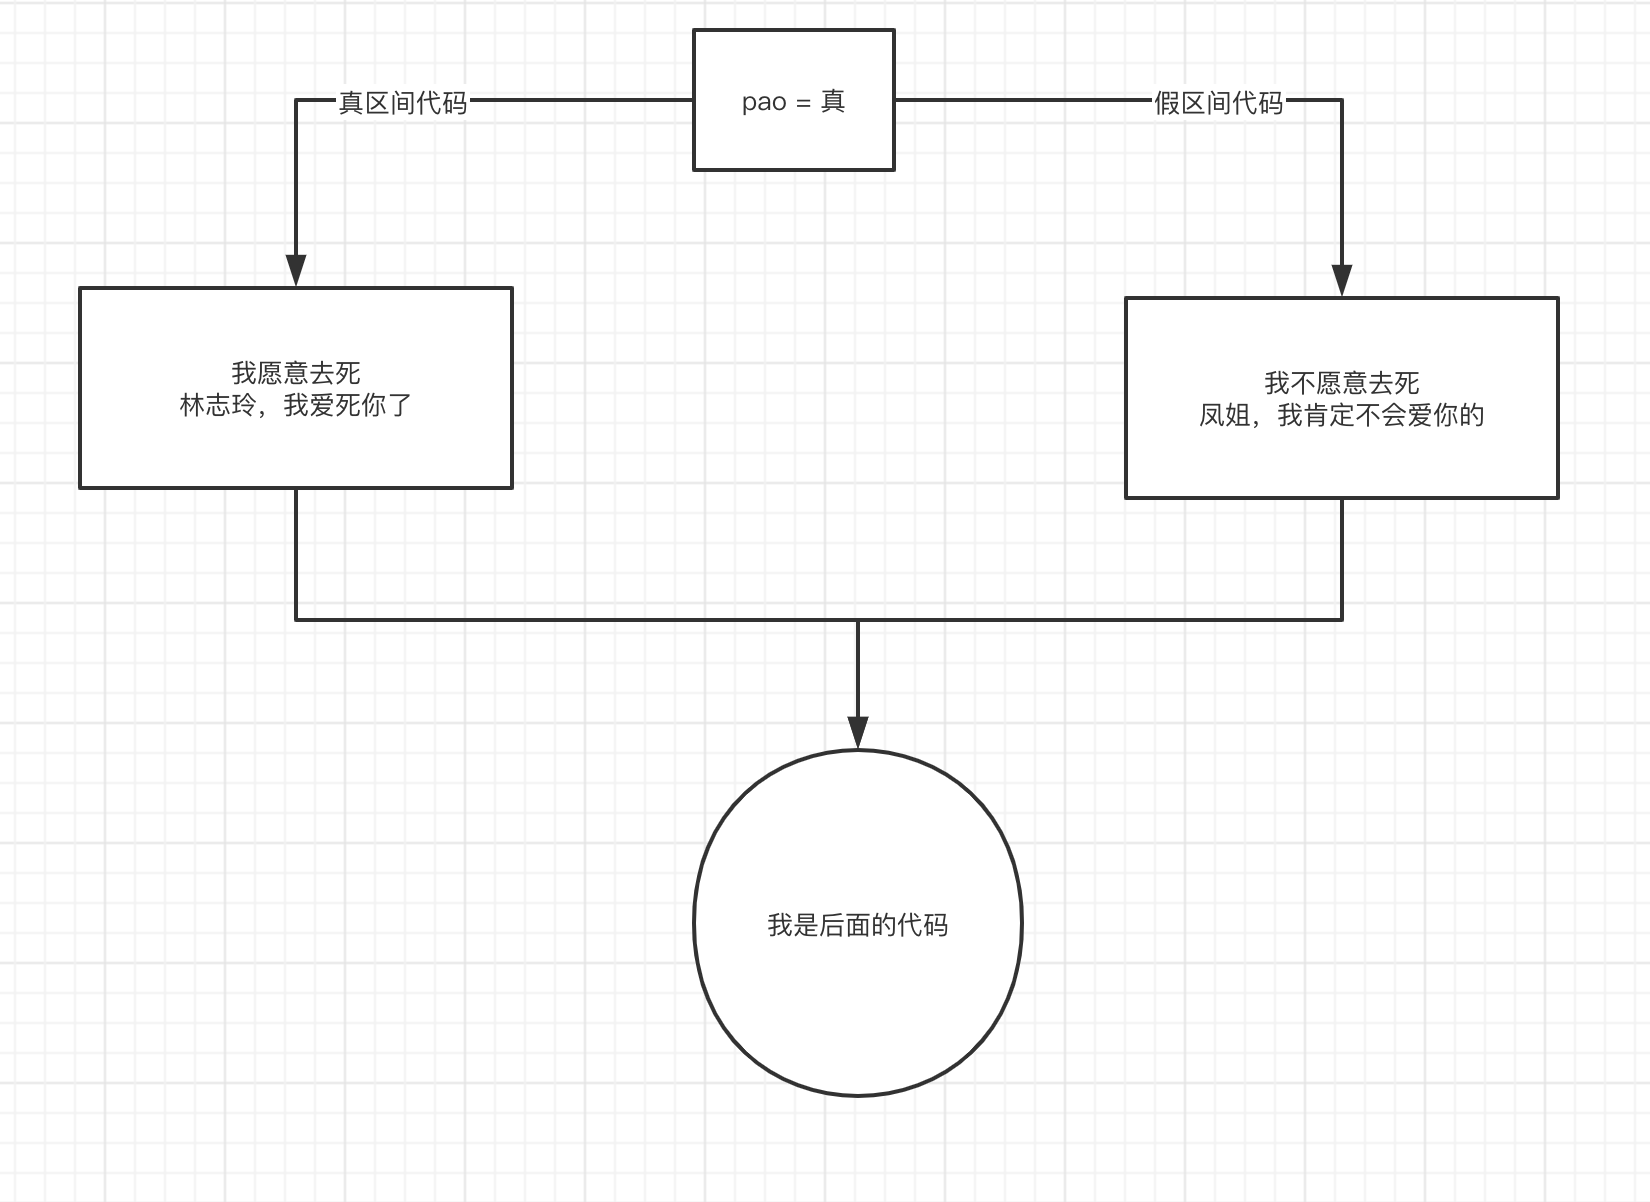 pao = 真
真区间代码
假区间代码
我愿意去死
林志玲，我爱死你了
我不愿意去死
凤姐，我肯定不会爱你的
我是后面的代码